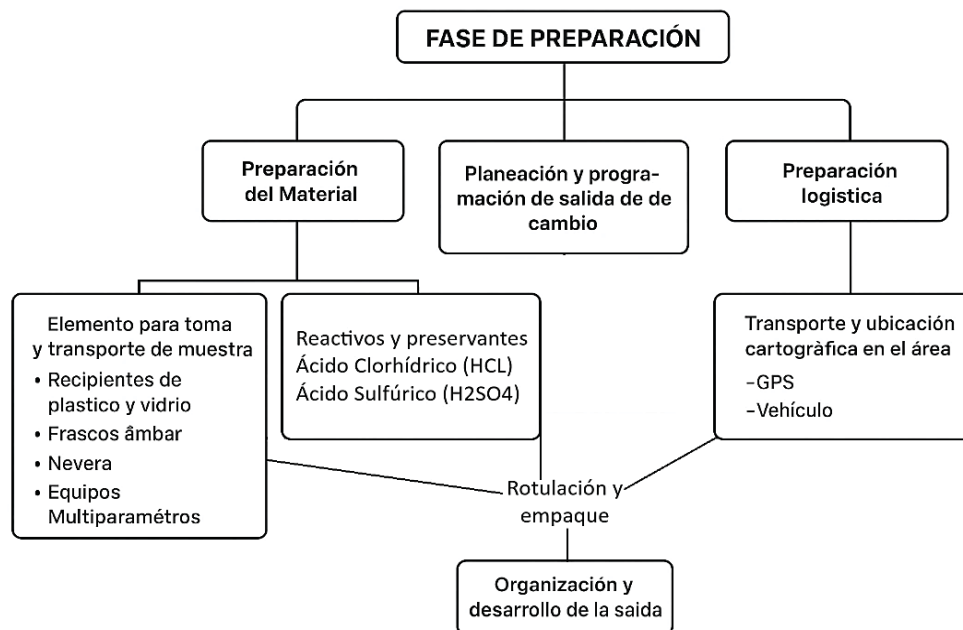 FASE DE PREPARACIÓN
Preparación
del Material
Planeación y progra-
mación de salida de de
cambio
Preparación
logistica
Elemento para toma
y transporte de muestra
• Recipientes de
plastico y vidrio
• Frascos âmbar
• Nevera
• Equipos
Multiparamétros
Reactivos y preservantes
Ácido Clorhídrico (HCL)
Ácido Sulfúrico (H2SO4)
Transporte y ubicación
cartogràfica en el área
-GPS
-Vehículo
Rotulación y
empaque
Organización y
desarrollo de la saida